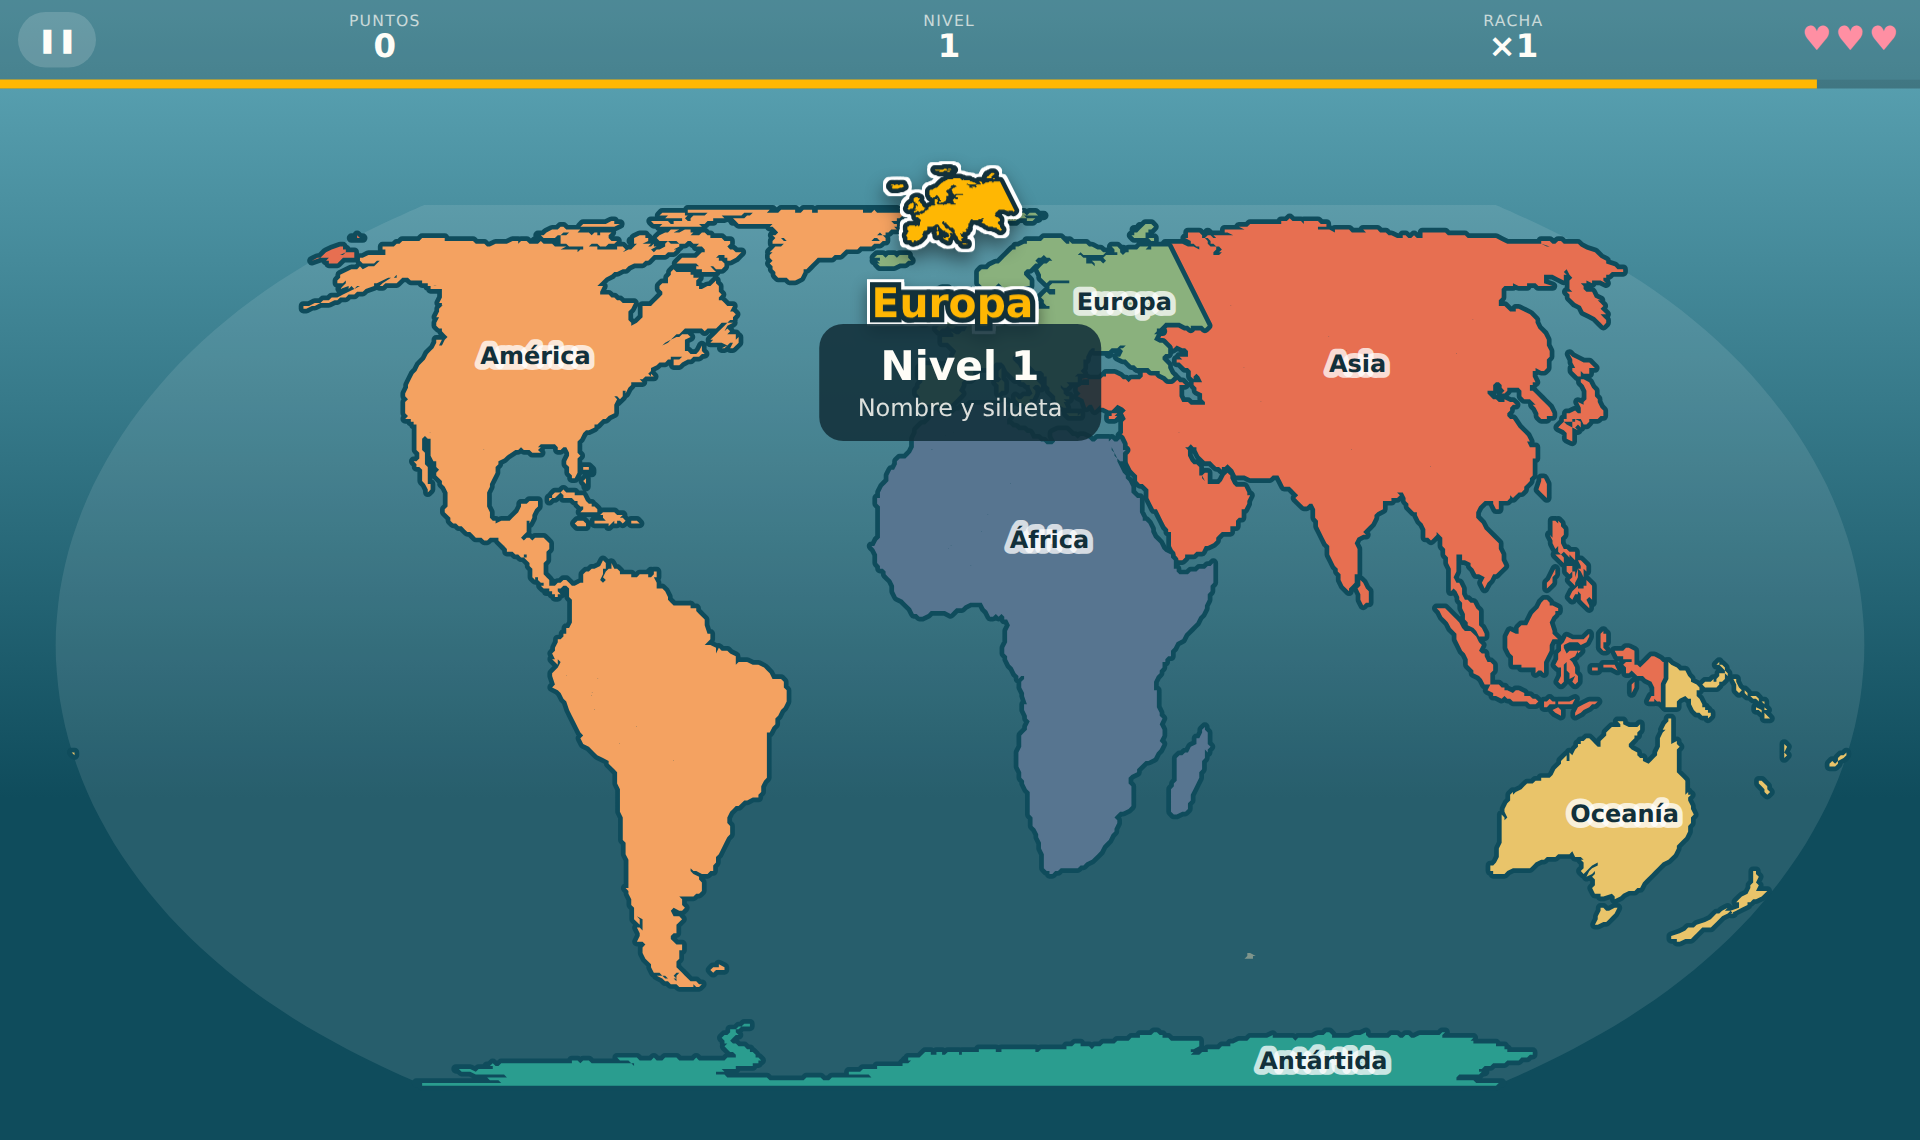 PUNTOS
0
NIVEL
1
RACHA
×1
Europa
Europa
Nivel 1
Nombre y silueta
América
Asia
África
Oceanía
Antártida